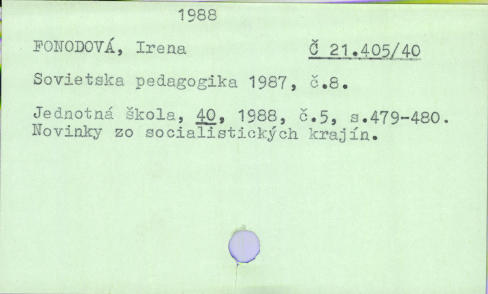 1988
FONODOVÁ, Irena Č 21.405/40
Sovietska pedagogika 1987, č.8.
Jednotná škola, 40, 1988, č.5, s.479-480.
Novinky zo socialistických krajín.